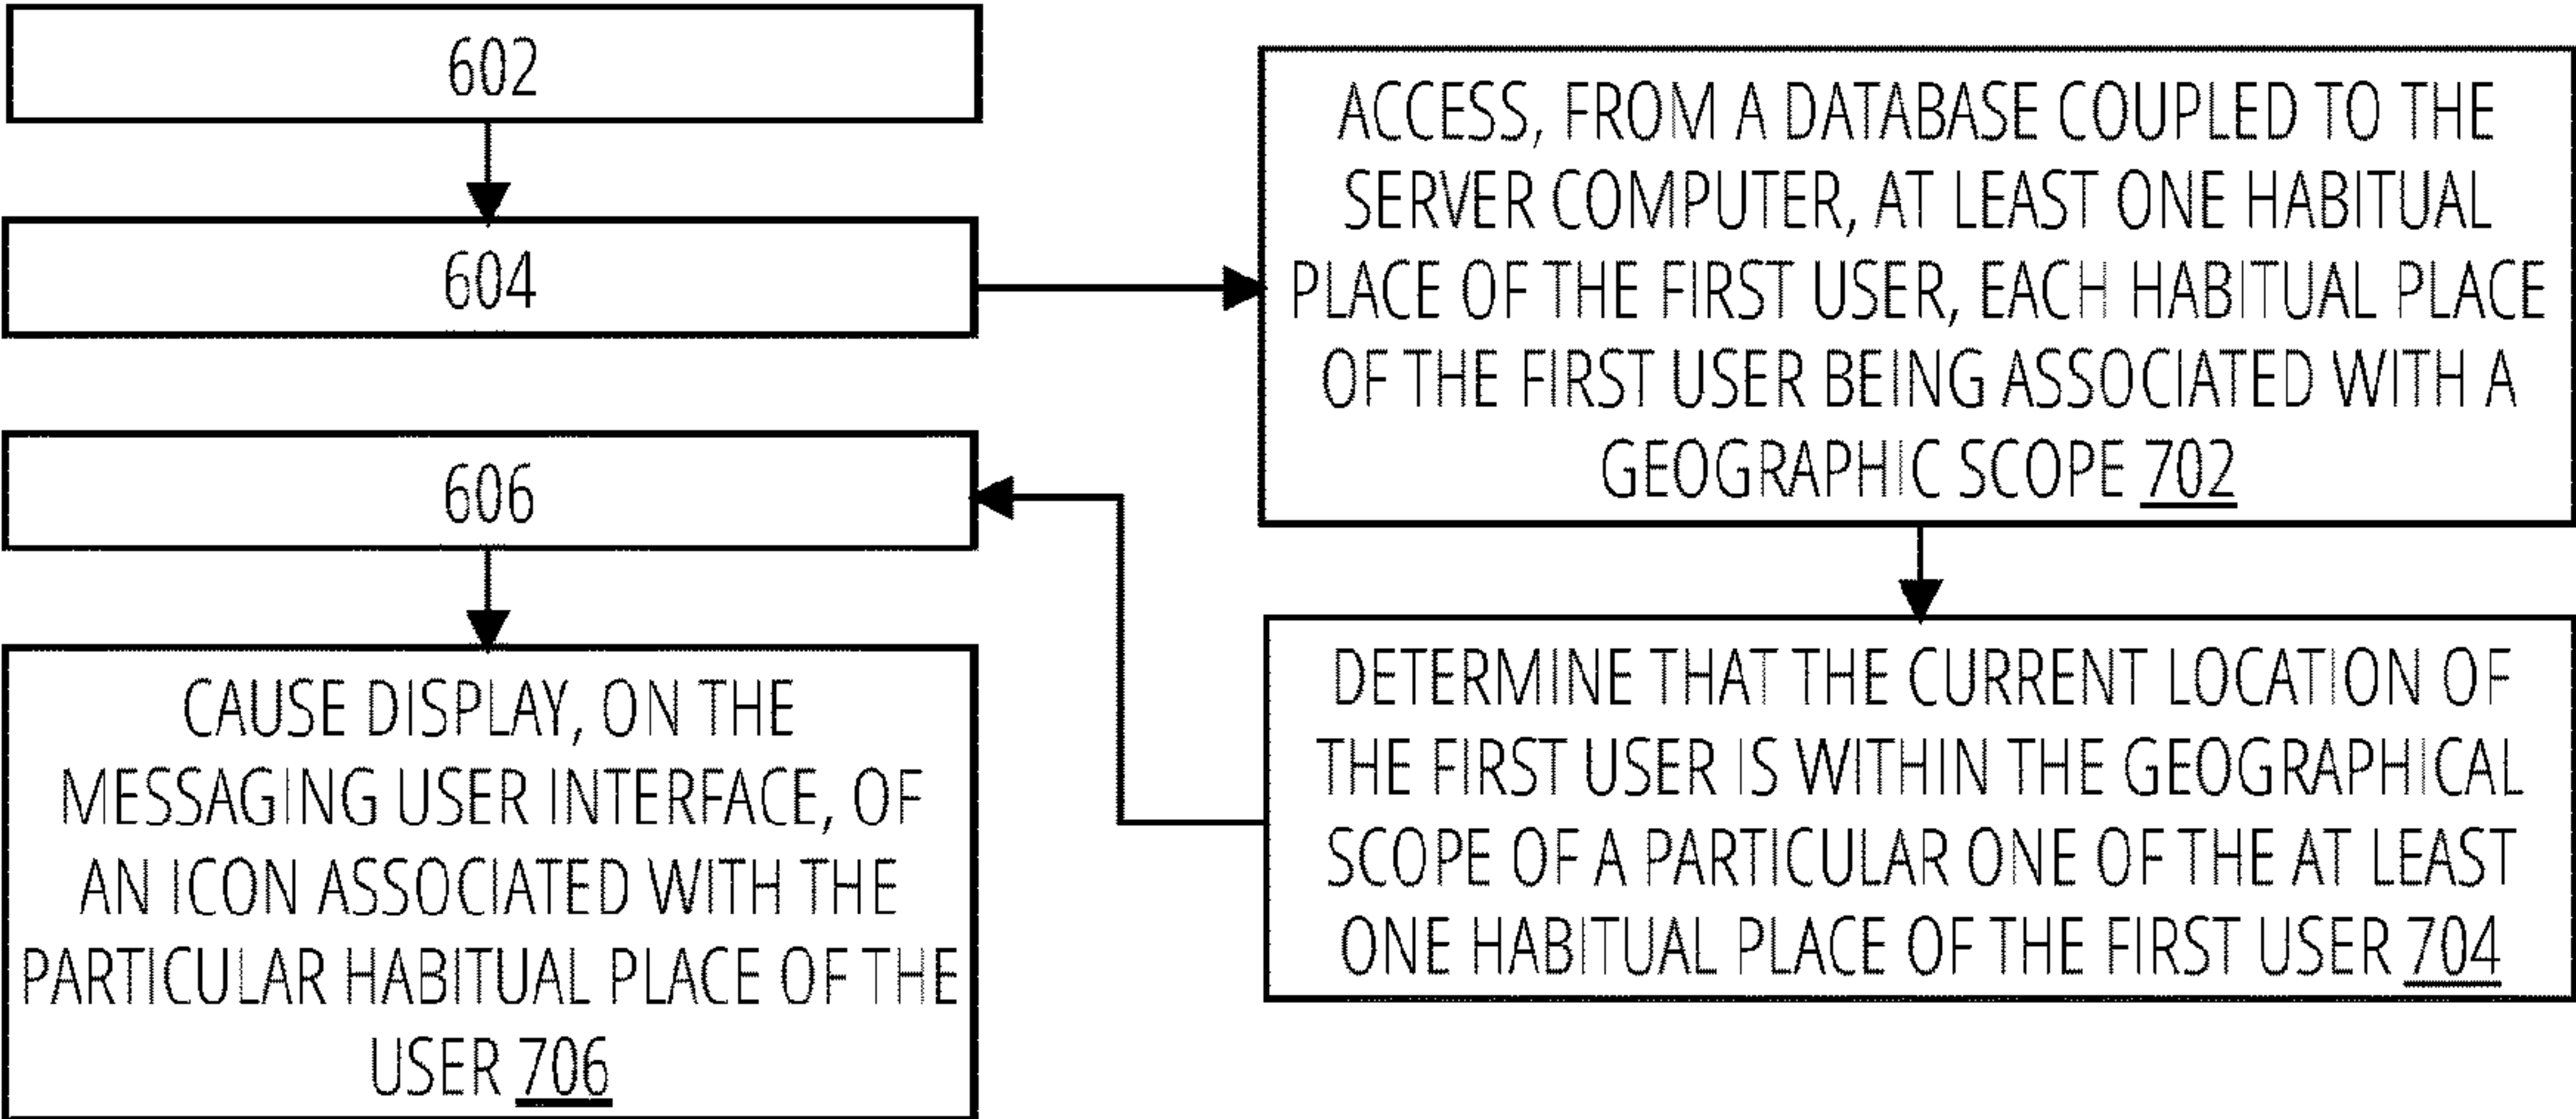 602
604
ACCESS, FROM A DATABASE COUPLED TO THE
SERVER COMPUTER, AT LEAST ONE HABITUAL
PLACE OF THE FIRST USER, EACH HABITUAL PLACE
OF THE FIRST USER BEING ASSOCIATED WITH A
GEOGRAPHIC SCOPE 702
DETERMINE THAT THE CURRENT LOCATION OF
THE FIRST USER IS WITHIN THE GEOGRAPHICAL
SCOPE OF A PARTICULAR ONE OF THE AT LEAST
ONE HABITUAL PLACE OF THE FIRST USER 704
606
CAUSE DISPLAY, ON THE
MESSAGING USER INTERFACE, OF
AN ICON ASSOCIATED WITH THE
PARTICULAR HABITUAL PLACE OF THE
USER 706